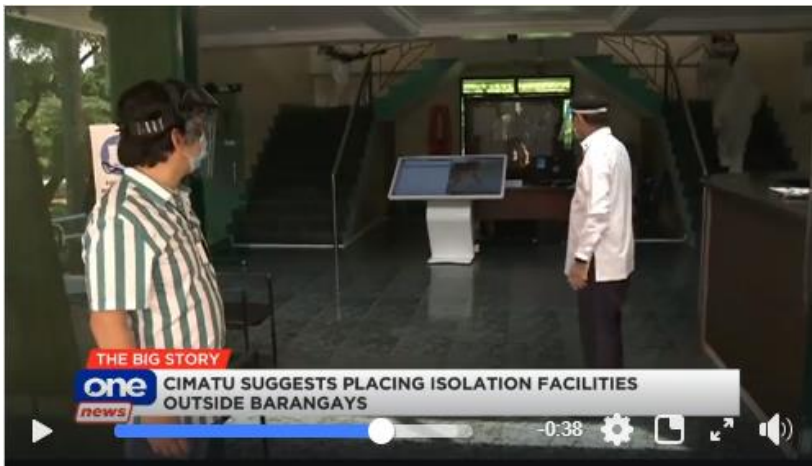 THE BIG STORY
one
news
CIMATU SUGGESTS PLACING ISOLATION FACILITIES
OUTSIDE BARANGAYS
-0:38